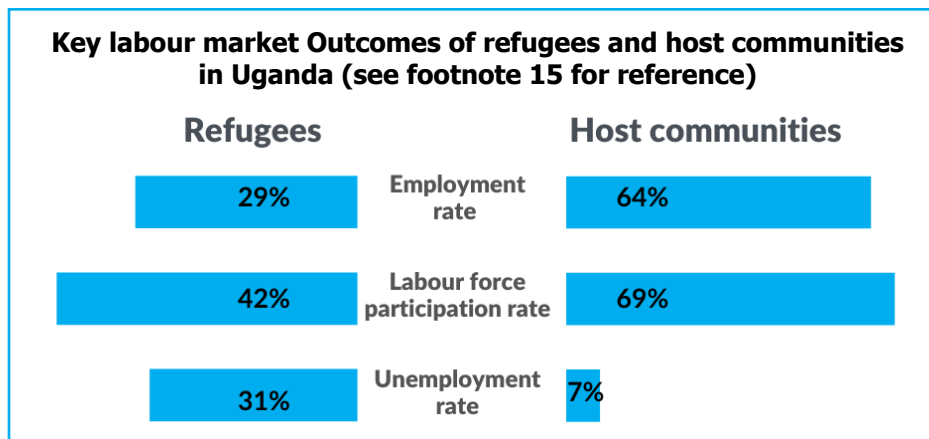 Key labour market Outcomes of refugees and host communities
in Uganda (see footnote 15 for reference)
Refugees
Host communities
29%
Employment
rate
64%
42%
Labour force
participation rate
69%
31%
Unemployment
rate
7%